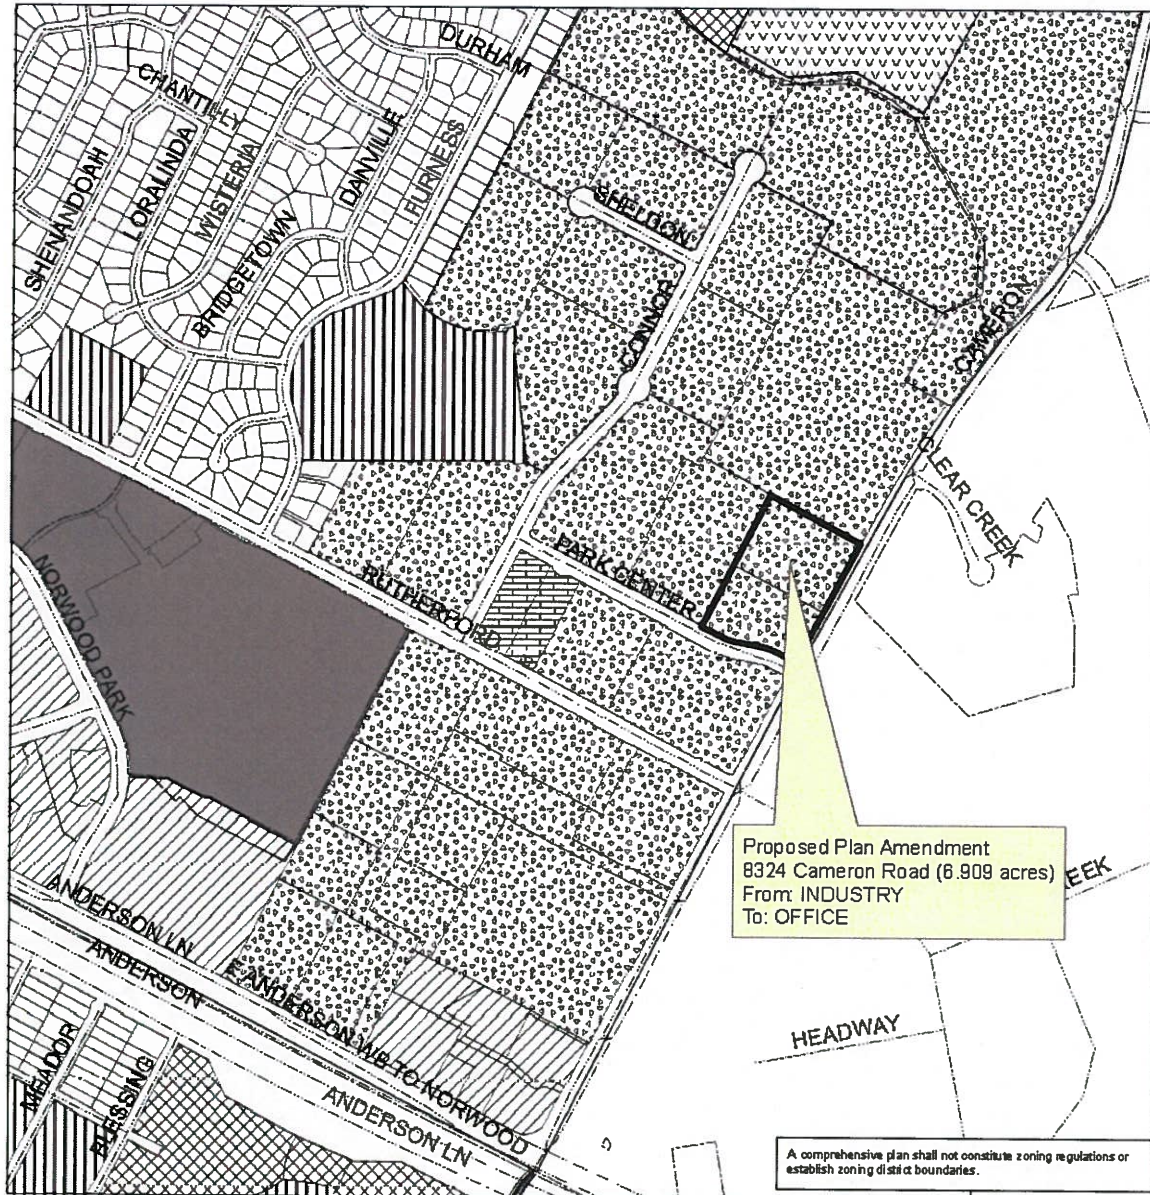 DURHAM
CHANTILLY
SHENANDOAH
LORALINDA
WISTERIA
BRIDGETOWN
DANVILLE
FURNESS
SHELDON
CONNOR
CAMERON
CLEAR CREEK
PARK CENTER
RUTHERFORD
NORWOOD PARK
Proposed Plan Amendment
8324 Cameron Road (6.909 acres)
From: INDUSTRY
To: OFFICE
EEK
ANDERSON LN
ANDERSON
E ANDERSON WB TO NORWOOD
HEADWAY
MEADOR
BLESSING
ANDERSON LN
A comprehensive plan shall not constitute zoning regulations or
establish zoning district boundaries.